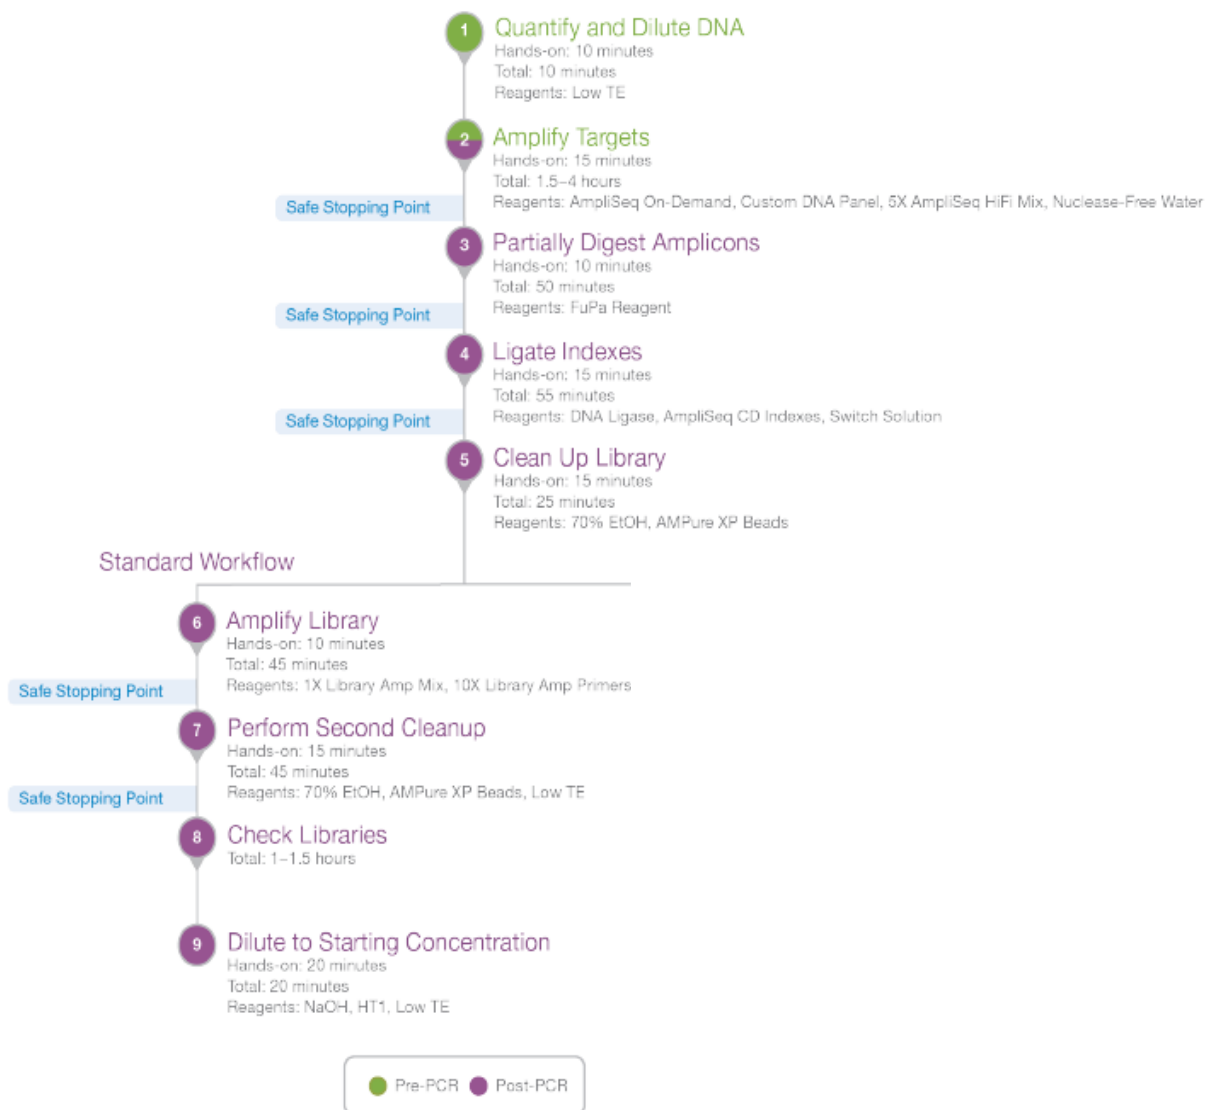 1
Quantify and Dilute DNA
Hands-on: 10 minutes
Total: 10 minutes
Reagents: Low TE
2
Amplify Targets
Hands-on: 15 minutes
Total: 1.5–4 hours
Reagents: AmpliSeq On-Demand, Custom DNA Panel, 5X AmpliSeq HiFi Mix, Nuclease-Free Water
Safe Stopping Point
3
Partially Digest Amplicons
Hands-on: 10 minutes
Total: 50 minutes
Reagents: FuPa Reagent
Safe Stopping Point
4
Ligate Indexes
Hands-on: 15 minutes
Total: 55 minutes
Reagents: DNA Ligase, AmpliSeq CD Indexes, Switch Solution
Safe Stopping Point
5
Clean Up Library
Hands-on: 15 minutes
Total: 25 minutes
Reagents: 70% EtOH, AMPure XP Beads
Standard Workflow
6
Amplify Library
Hands-on: 10 minutes
Total: 45 minutes
Reagents: 1X Library Amp Mix, 10X Library Amp Primers
Safe Stopping Point
7
Perform Second Cleanup
Hands-on: 15 minutes
Total: 45 minutes
Reagents: 70% EtOH, AMPure XP Beads, Low TE
Safe Stopping Point
8
Check Libraries
Total: 1–1.5 hours
9
Dilute to Starting Concentration
Hands-on: 20 minutes
Total: 20 minutes
Reagents: NaOH, HT1, Low TE
Pre-PCR Post-PCR